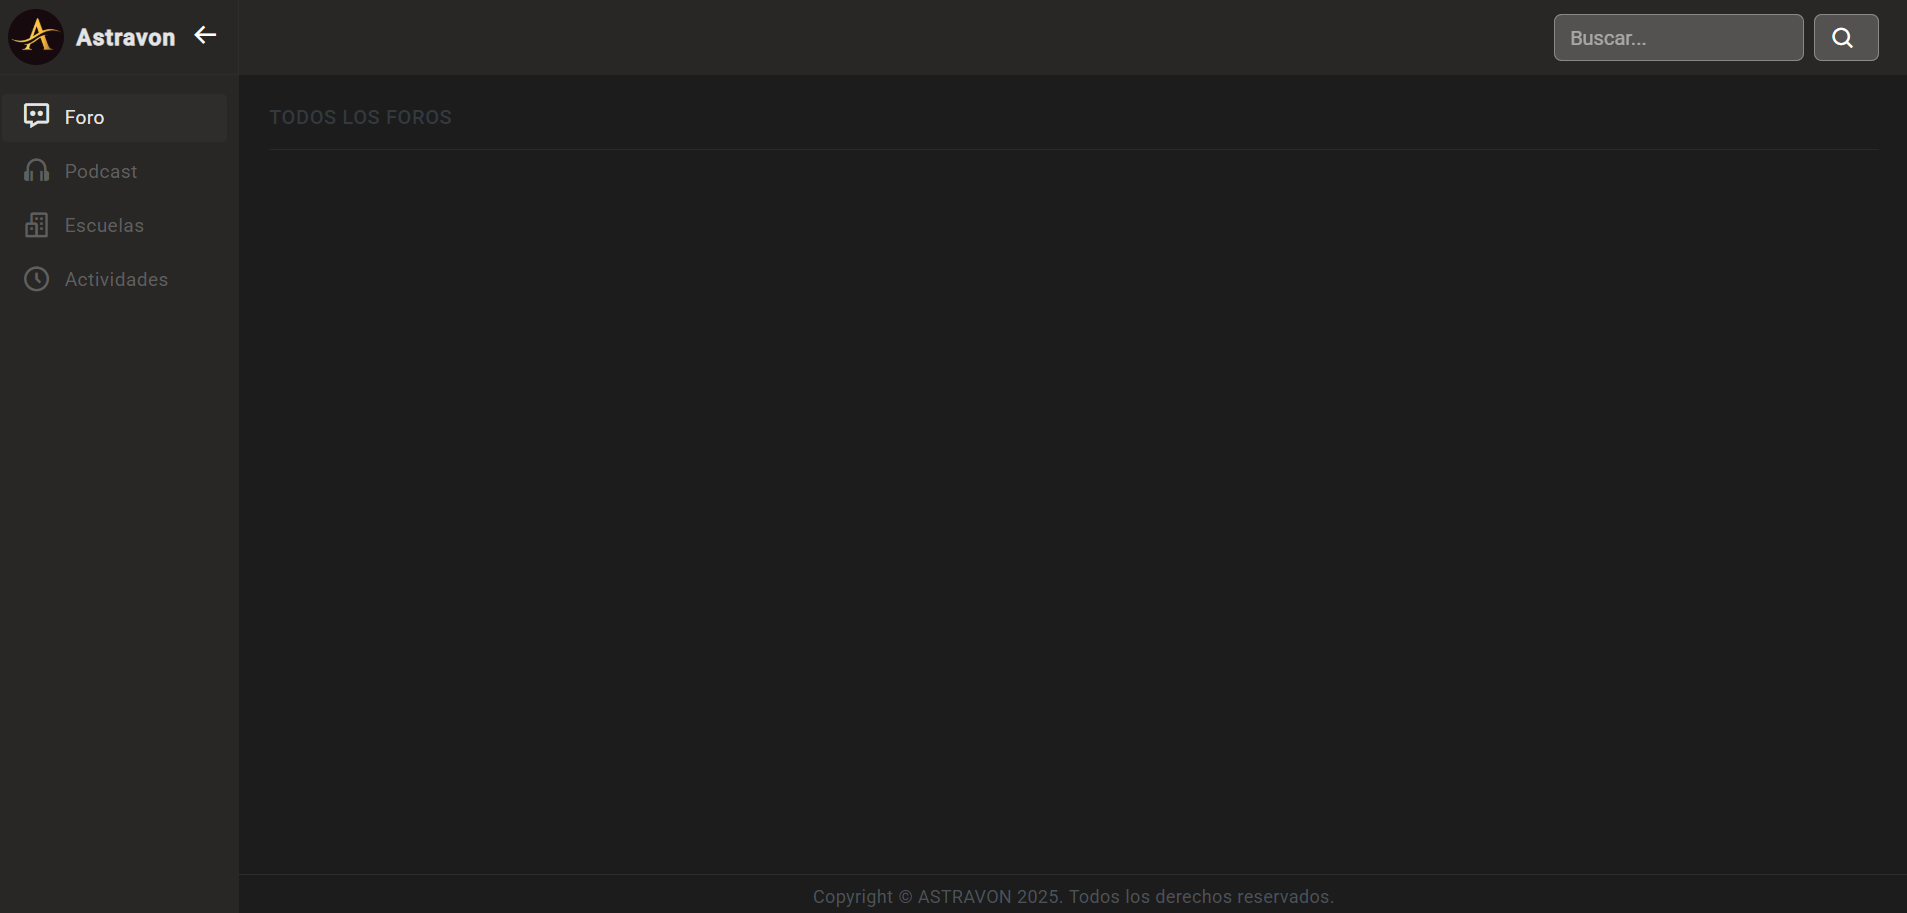 Astravon
Buscar...
Foro
Podcast
Escuelas
Actividades
TODOS LOS FOROS
Copyright © ASTRAVON 2025. Todos los derechos reservados.